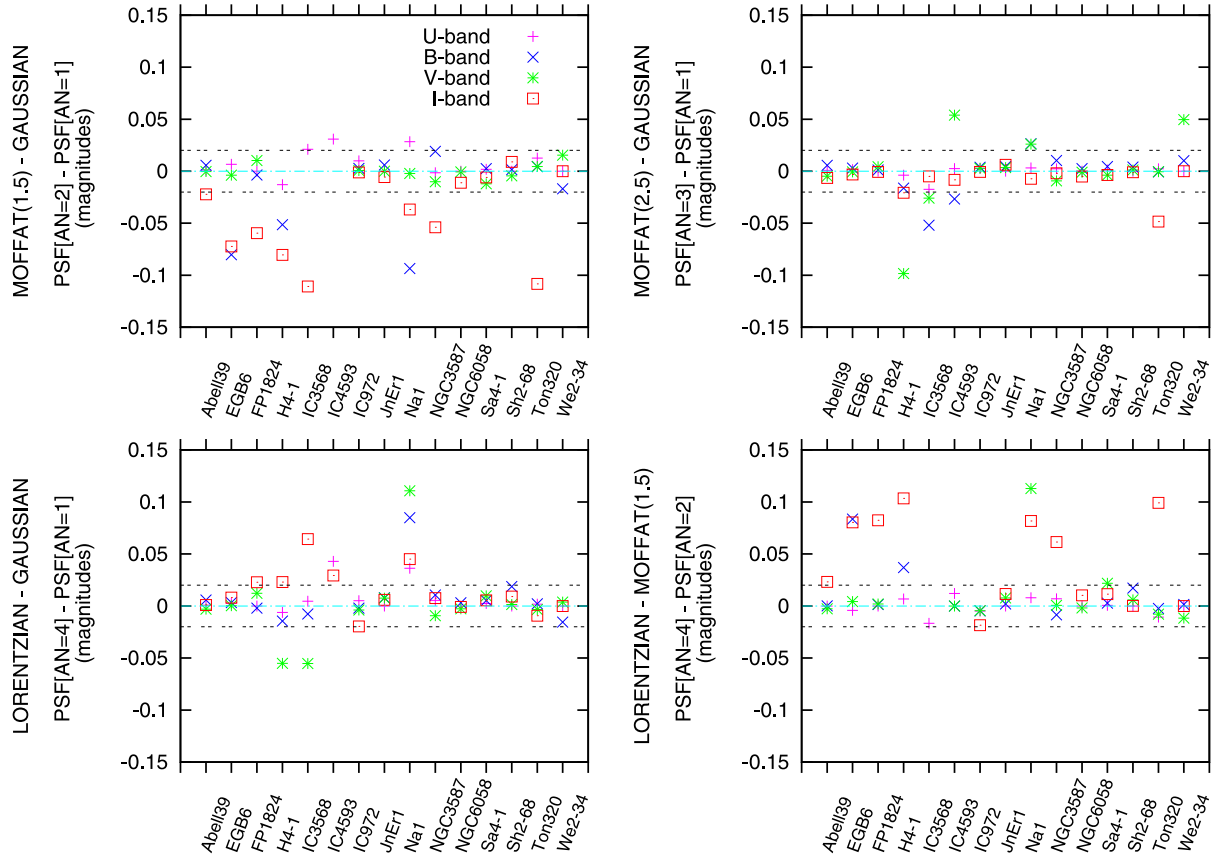 MOFFAT(1.5) - GAUSSIAN
PSF[AN=2] - PSF[AN=1]
(magnitudes)
0.15
0.1
0.05
0
-0.05
-0.1
-0.15
U-band
B-band
V-band
I-band
Abell39
EGB6
FP1824
H4-1
IC3568
IC4593
IC972
JnEr1
Na1
NGC3587
NGC6058
Sa4-1
Sh2-68
Ton320
We2-34
MOFFAT(2.5) - GAUSSIAN
PSF[AN=3] - PSF[AN=1]
(magnitudes)
0.15
0.1
0.05
0
-0.05
-0.1
-0.15
Abell39
EGB6
FP1824
H4-1
IC3568
IC4593
IC972
JnEr1
Na1
NGC3587
NGC6058
Sa4-1
Sh2-68
Ton320
We2-34
LORENTZIAN - GAUSSIAN
PSF[AN=4] - PSF[AN=1]
(magnitudes)
0.15
0.1
0.05
0
-0.05
-0.1
-0.15
Abell39
EGB6
FP1824
H4-1
IC3568
IC4593
IC972
JnEr1
Na1
NGC3587
NGC6058
Sa4-1
Sh2-68
Ton320
We2-34
LORENTZIAN - MOFFAT(1.5)
PSF[AN=4] - PSF[AN=2]
(magnitudes)
0.15
0.1
0.05
0
-0.05
-0.1
-0.15
Abell39
EGB6
FP1824
H4-1
IC3568
IC4593
IC972
JnEr1
Na1
NGC3587
NGC6058
Sa4-1
Sh2-68
Ton320
We2-34